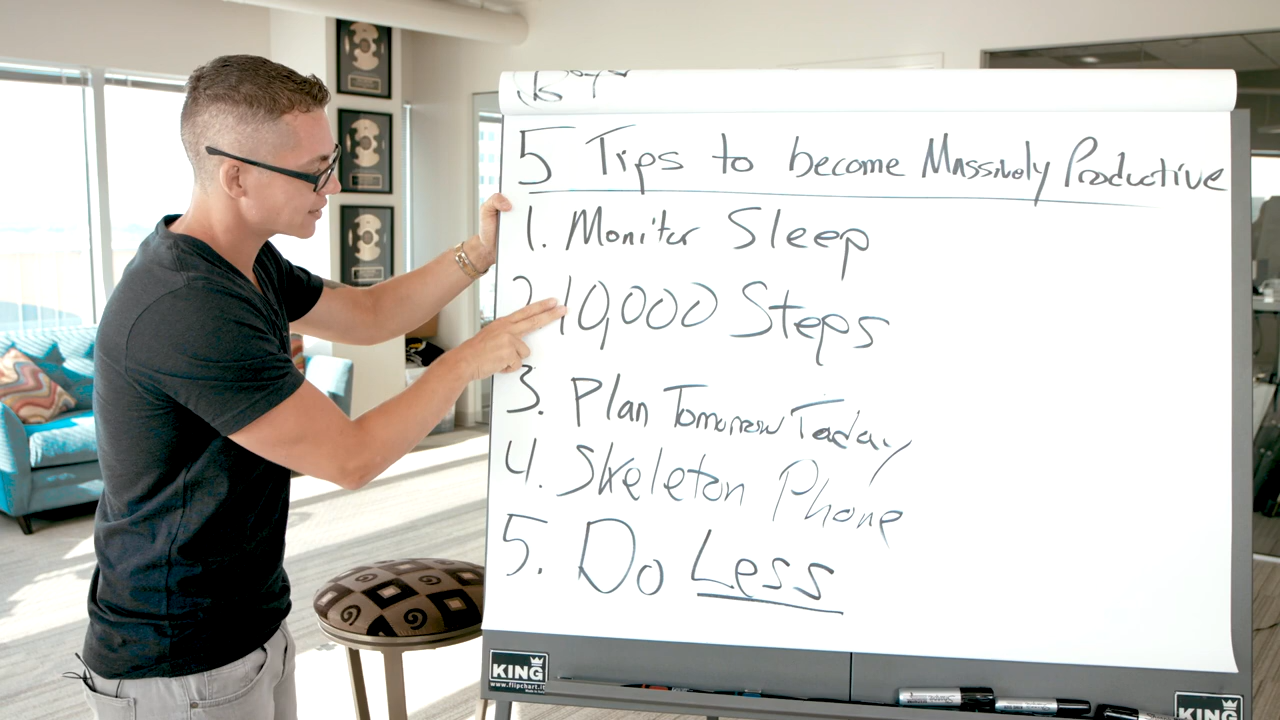 5 Tips to become Massively Productive
1. Monitor Sleep
2. 10,000 Steps
3. Plan Tomorrow Today
4. Skeleton Phone
5. Do Less
KING
www.flipchart.it
KING